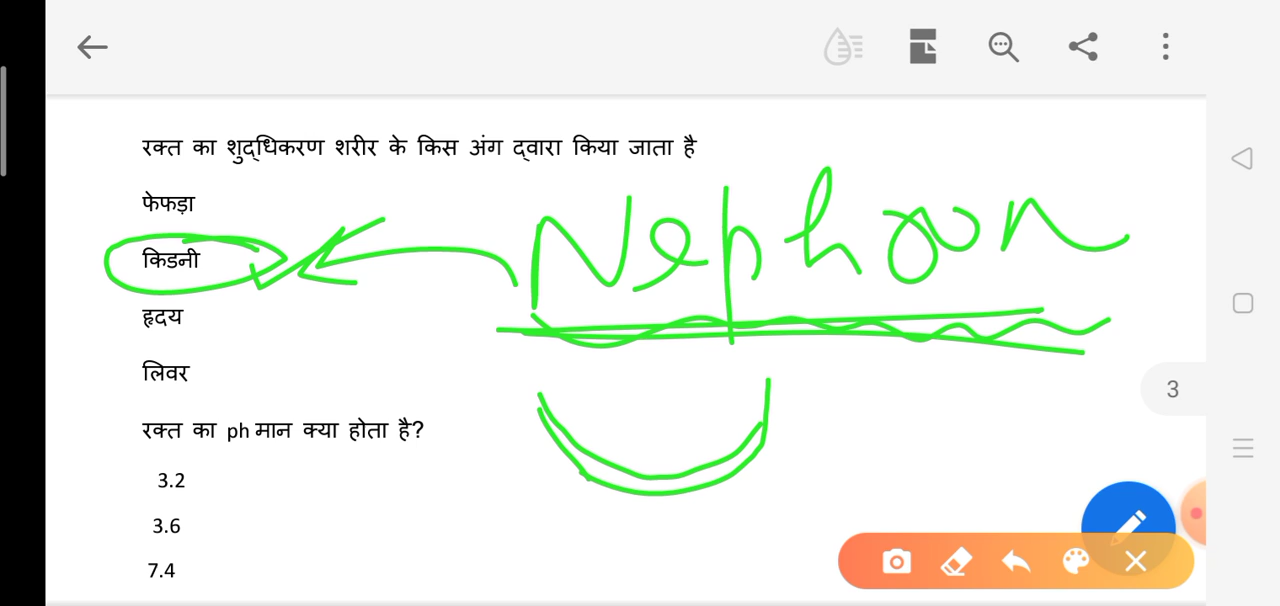 रक्त का शुद्धिकरण शरीर के किस अंग द्वारा किया जाता है
फेफड़ा
किडनी
Nephron
हृदय
लिवर
3
रक्त का ph मान क्या होता है?
3.2
3.6
7.4